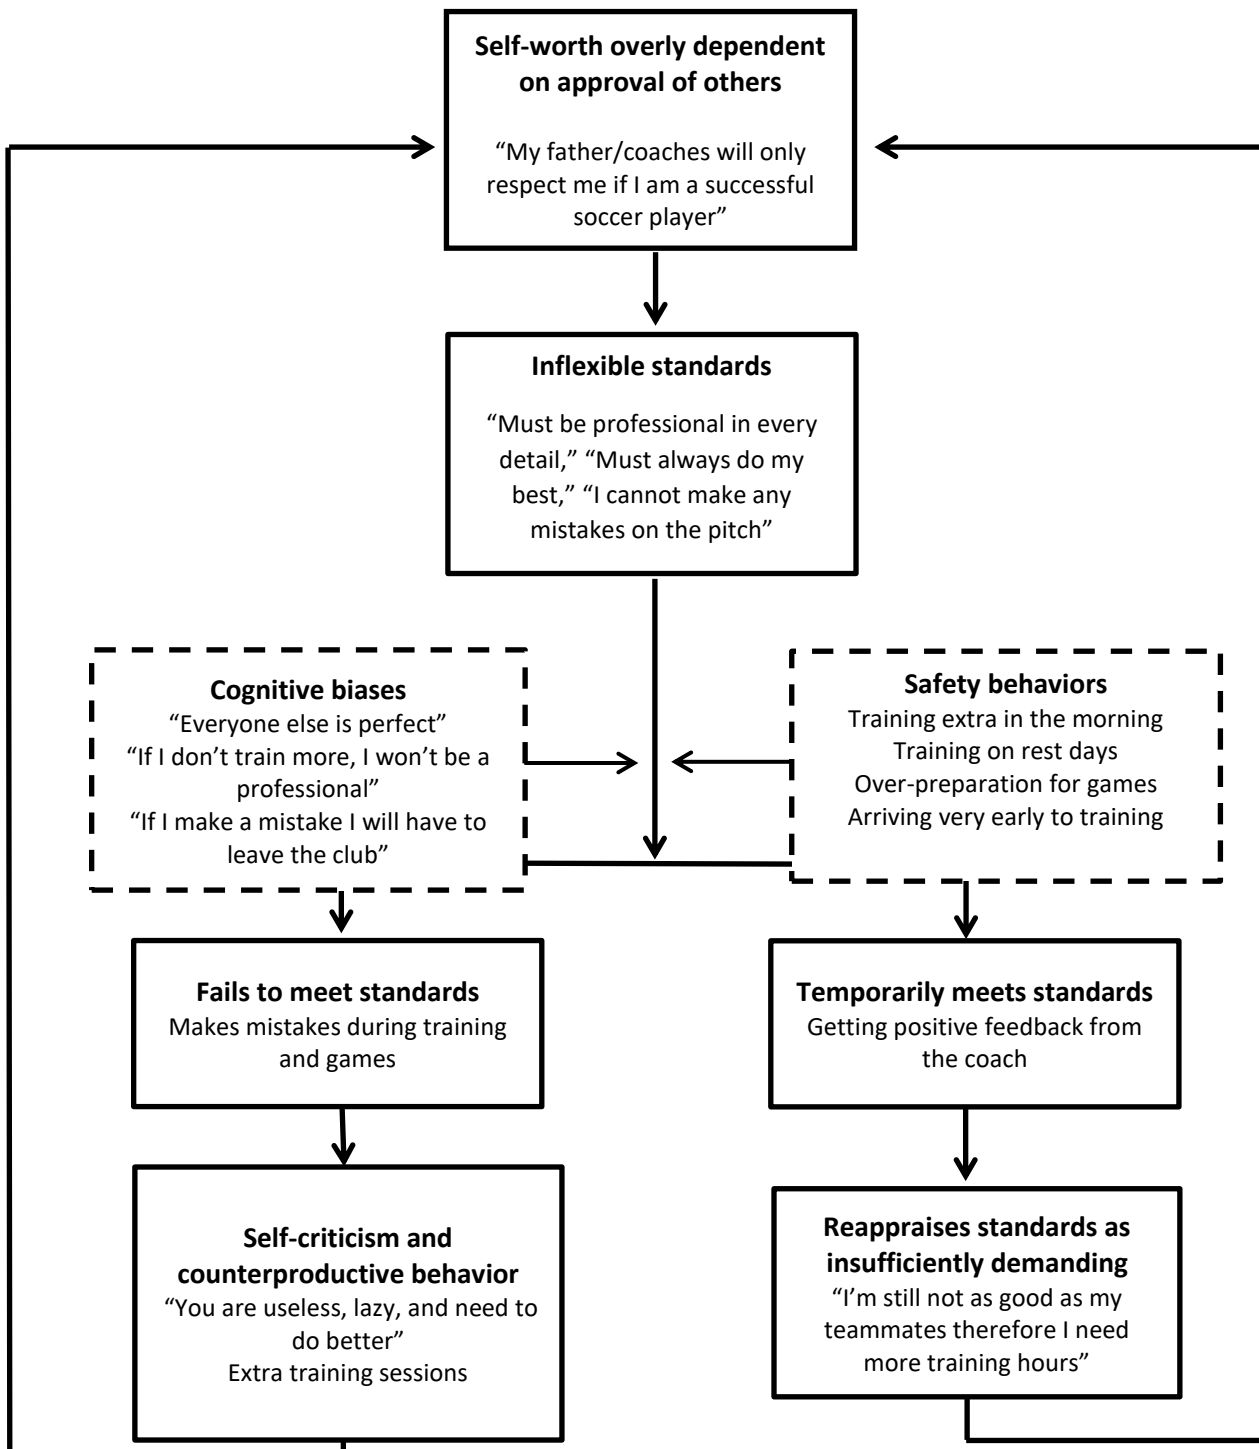 Self-worth overly dependent
on approval of others
“My father/coaches will only
respect me if I am a successful
soccer player”
Inflexible standards
“Must be professional in every
detail,” “Must always do my
best,” “I cannot make any
mistakes on the pitch”
Cognitive biases
“Everyone else is perfect”
“If I don’t train more, I won’t be a
professional”
“If I make a mistake I will have to
leave the club”
Safety behaviors
Training extra in the morning
Training on rest days
Over-preparation for games
Arriving very early to training
Fails to meet standards
Makes mistakes during training
and games
Temporarily meets standards
Getting positive feedback from
the coach
Self-criticism and
counterproductive behavior
“You are useless, lazy, and need to
do better”
Extra training sessions
Reappraises standards as
insufficiently demanding
“I’m still not as good as my
teammates therefore I need
more training hours”